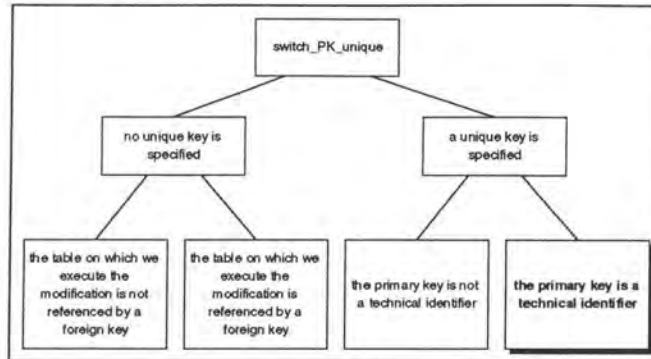 switch_PK_unique
no unique key is
specified
a unique key is
specified
the table on which we
execute the
modification is not
referenced by a
foreign key
the table on which we
execute the
modification is
referenced by a
foreign key
the primary key is not
a technical identifier
the primary key is a
technical identifier